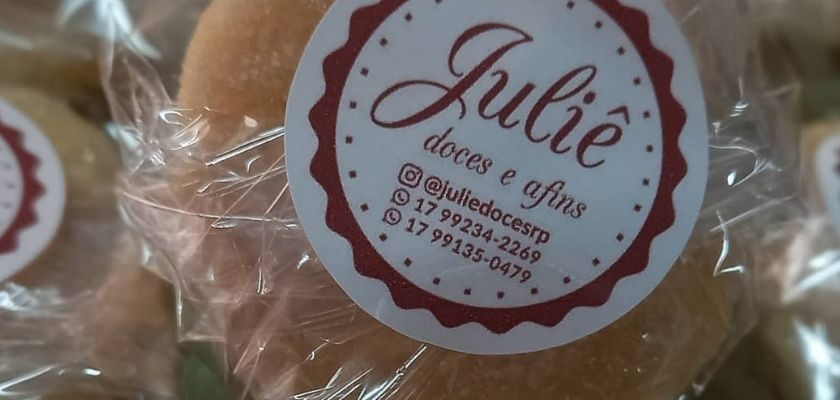 Juliê
doces e afins
@juliedocesrp
17 99234-2269
17 99135-0479